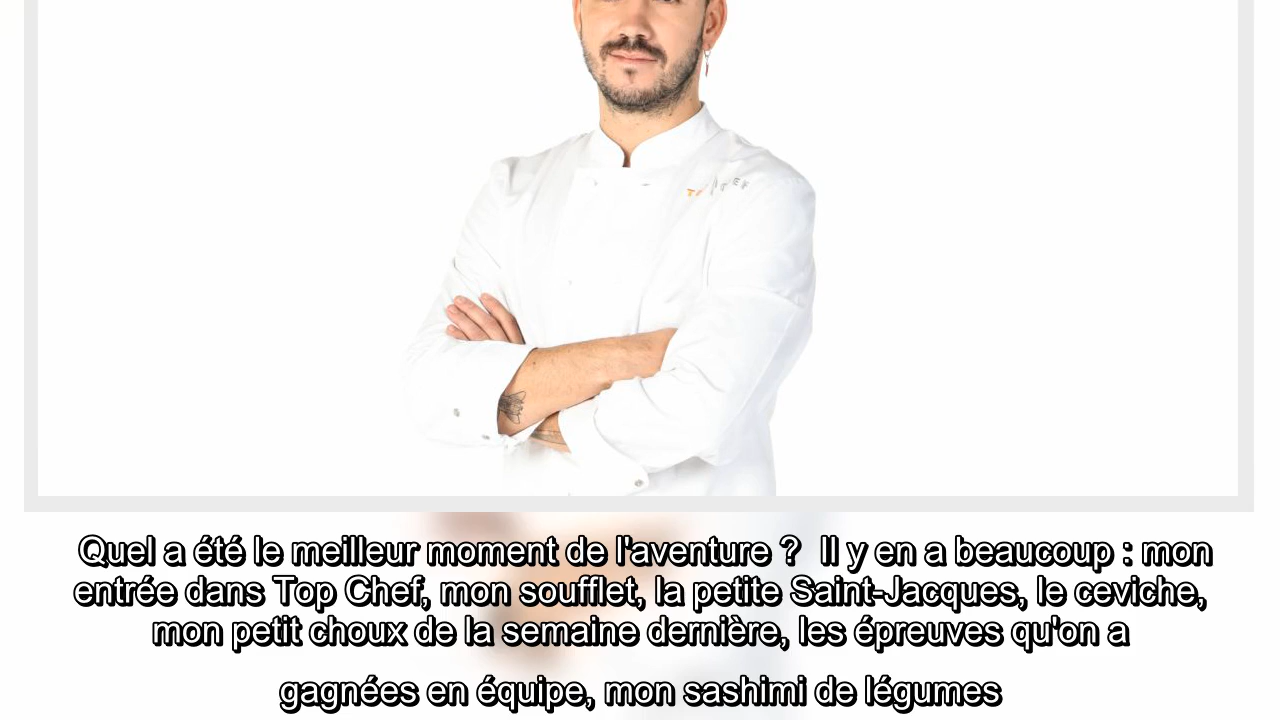 TOP CHEF
Quel a été le meilleur moment de l'aventure ?  Il y en a beaucoup : mon
entrée dans Top Chef, mon soufflet, la petite Saint-Jacques, le ceviche,
mon petit choux de la semaine dernière, les épreuves qu'on a
gagnées en équipe, mon sashimi de légumes